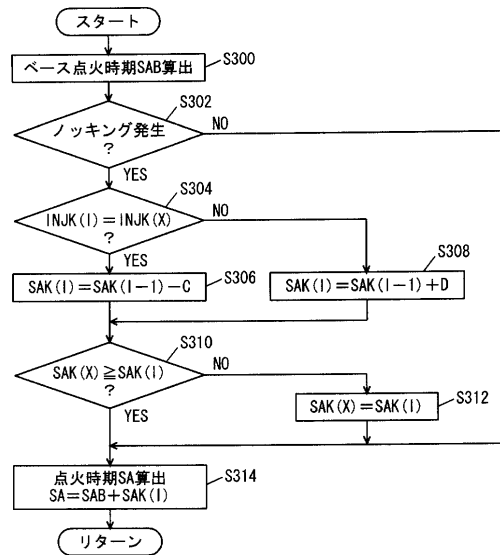 スタート
ベース点火時期SAB算出
S300
ノッキング発生
?
S302
NO
YES
INJK(I)=INJK(X)
?
S304
NO
YES
SAK(I)=SAK(I-1)-C
S306
SAK(I)=SAK(I-1)+D
S308
SAK(X)≧SAK(I)
?
S310
NO
YES
SAK(X)=SAK(I)
S312
点火時期SA算出
SA=SAB+SAK(I)
S314
リターン